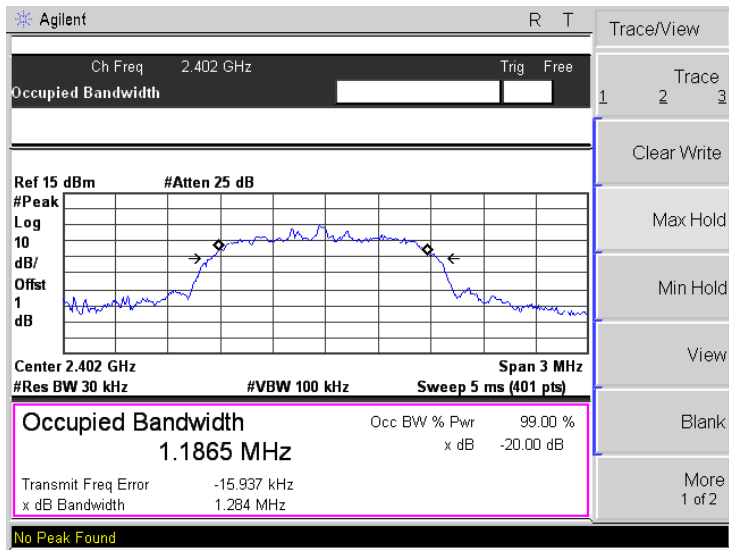 Agilent R T
Ch Freq 2.402 GHz Trig Free
Occupied Bandwidth
Ref 15 dBm #Atten 25 dB
#Peak
Log
10
dB/
Offst
1
dB
Center 2.402 GHz Span 3 MHz
#Res BW 30 kHz #VBW 100 kHz Sweep 5 ms (401 pts)
Occupied Bandwidth Occ BW % Pwr 99.00 %
1.1865 MHz x dB -20.00 dB
Transmit Freq Error -15.937 kHz
x dB Bandwidth 1.284 MHz
No Peak Found
Trace/View
Trace
1 2 3
Clear Write
Max Hold
Min Hold
View
Blank
More
1 of 2